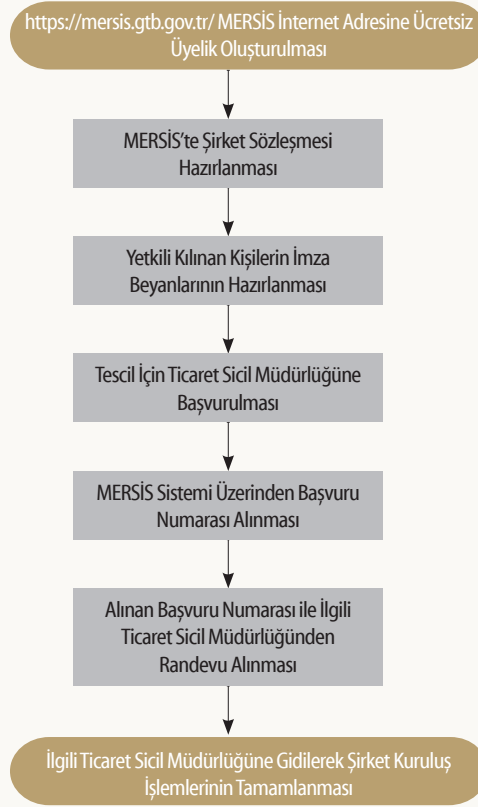 https://mersis.gtb.gov.tr/ MERSİS İnternet Adresine Ücretsiz
Üyelik Oluşturulması
MERSİS’te Şirket Sözleşmesi
Hazırlanması
Yetkili Kılınan Kişilerin İmza
Beyanlarının Hazırlanması
Tescil İçin Ticaret Sicil Müdürlüğüne
Başvurulması
MERSİS Sistemi Üzerinden Başvuru
Numarası Alınması
Alınan Başvuru Numarası ile İlgili
Ticaret Sicil Müdürlüğünden
Randevu Alınması
İlgili Ticaret Sicil Müdürlüğüne Gidilerek Şirket Kuruluş
İşlemlerinin Tamamlanması